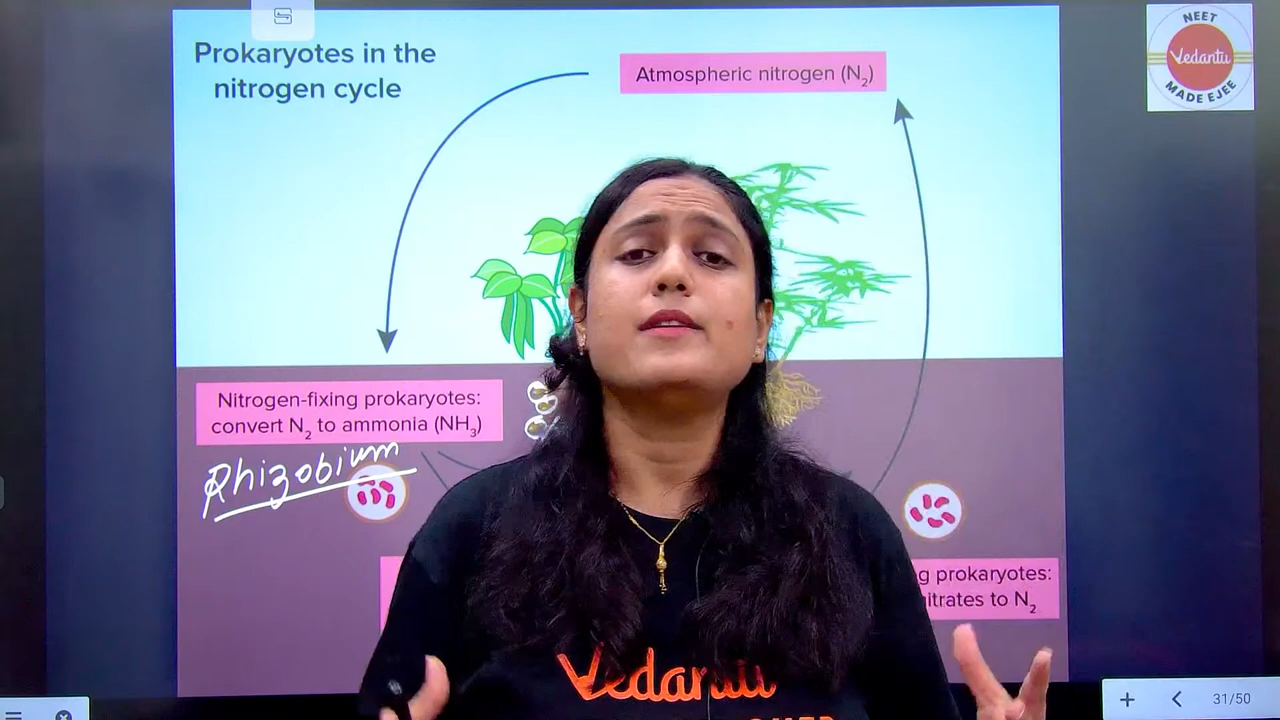 Prokaryotes in the
nitrogen cycle
Atmospheric nitrogen (N₂)
NEET
Vedantu
MADE EJEE
Nitrogen-fixing prokaryotes:
convert N₂ to ammonia (NH₃)
Rhizobium
g prokaryotes:
itrates to N₂
Vedantu
31/50